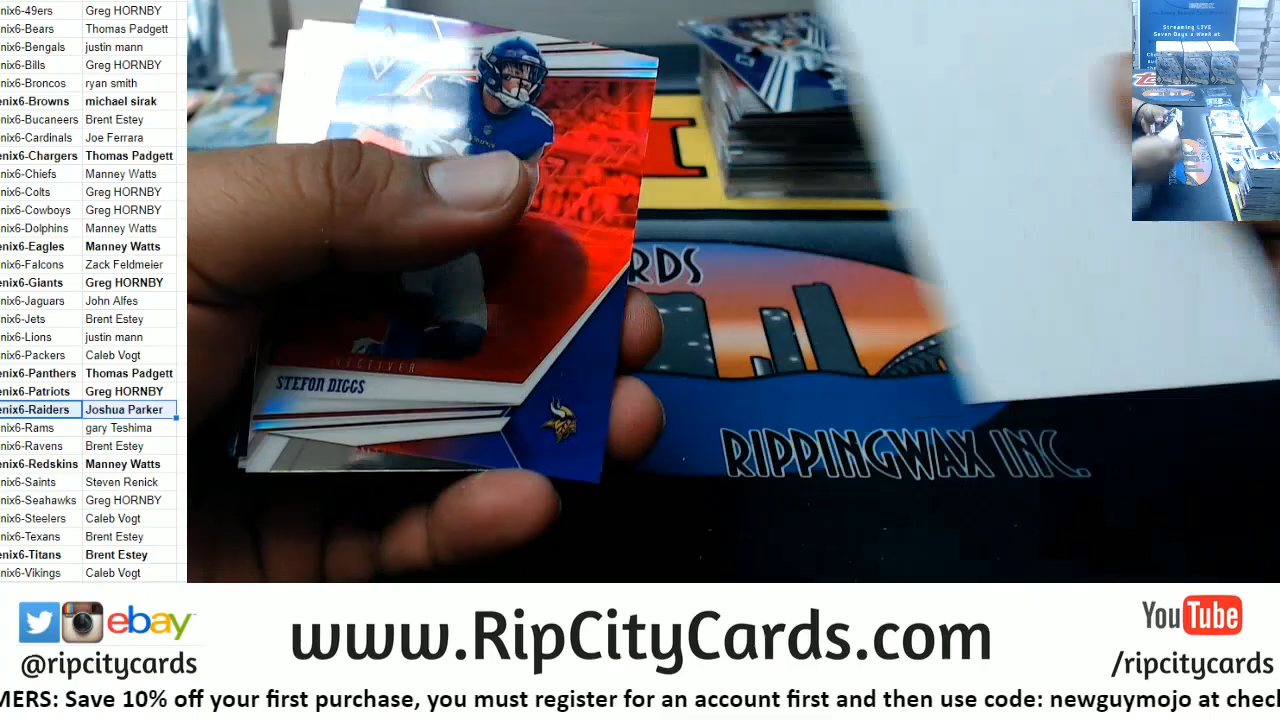 nix6-49ers Greg HORNBY
nix6-Bears Thomas Padgett
nix6-Bengals justin mann
nix6-Bills Greg HORNBY
nix6-Broncos ryan smith
enix6-Browns michael sirak
nix6-Bucaneers Brent Estey
nix6-Cardinals Joe Ferrara
enix6-Chargers Thomas Padgett
nix6-Chiefs Manney Watts
nix6-Colts Greg HORNBY
nix6-Cowboys Greg HORNBY
nix6-Dolphins Manney Watts
enix6-Eagles Manney Watts
nix6-Falcons Zack Feldmeier
enix6-Giants Greg HORNBY
nix6-Jaguars John Alfes
nix6-Jets Brent Estey
nix6-Lions justin mann
nix6-Packers Caleb Vogt
enix6-Panthers Thomas Padgett
enix6-Patriots Greg HORNBY
enix6-Raiders Joshua Parker
nix6-Rams gary Teshima
nix6-Ravens Brent Estey
enix6-Redskins Manney Watts
nix6-Saints Steven Renick
nix6-Seahawks Greg HORNBY
nix6-Steelers Caleb Vogt
nix6-Texans Brent Estey
enix6-Titans Brent Estey
nix6-Vikings Caleb Vogt
Streaming LIVE
Seven Days a Week at
RDS
RIPPINGWAX INC.
STEFON DIGGS
ebay
@ripcitycards
www.RipCityCards.com
YouTube
/ripcitycards
MERS: Save 10% off your first purchase, you must register for an account first and then use code: newguymojo at chec